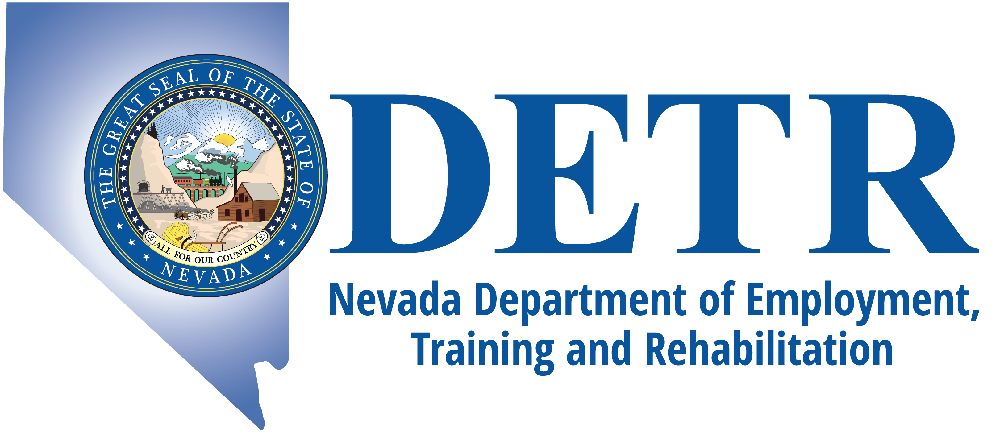 THE GREAT SEAL OF THE STATE OF
NEVADA
ALL FOR OUR COUNTRY
DETR
Nevada Department of Employment,
Training and Rehabilitation